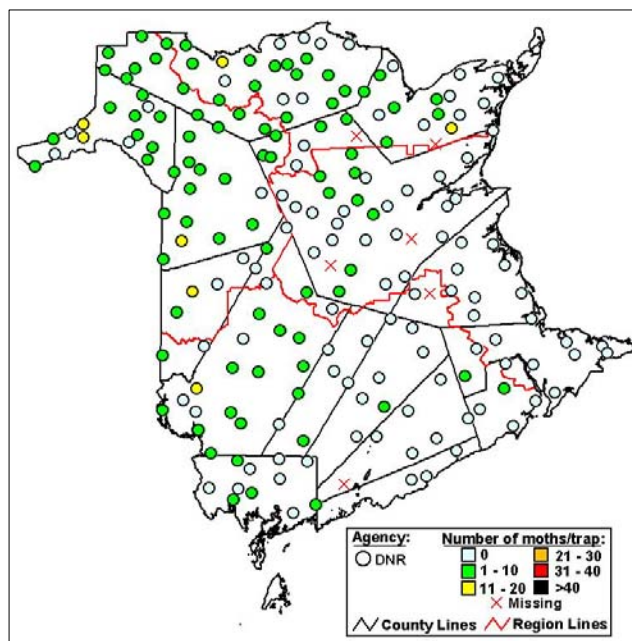 Agency: Number of moths/trap:
DNR
0 21 - 30
1 - 10 31 - 40
11 - 20 >40
Missing
County Lines Region Lines